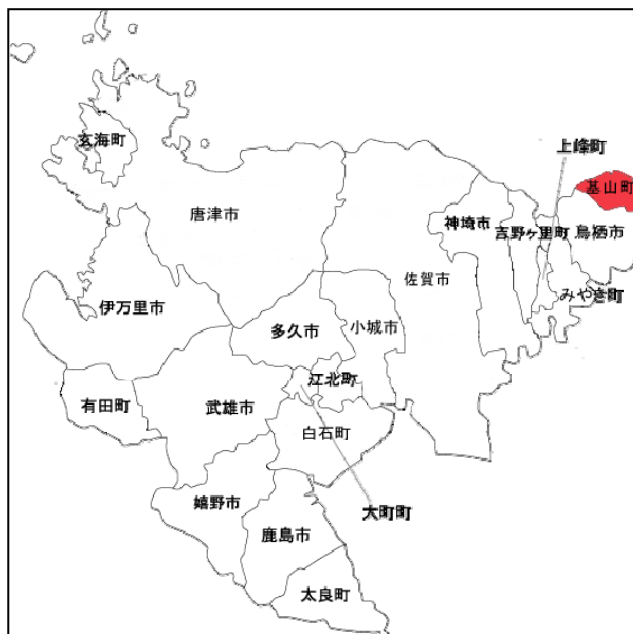 上峰町
玄海町
基山町
唐津市
神埼市
吉野ヶ里町
鳥栖市
佐賀市
みやき町
伊万里市
多久市
小城市
江北町
有田町
武雄市
白石町
嬉野市
大町町
鹿島市
太良町